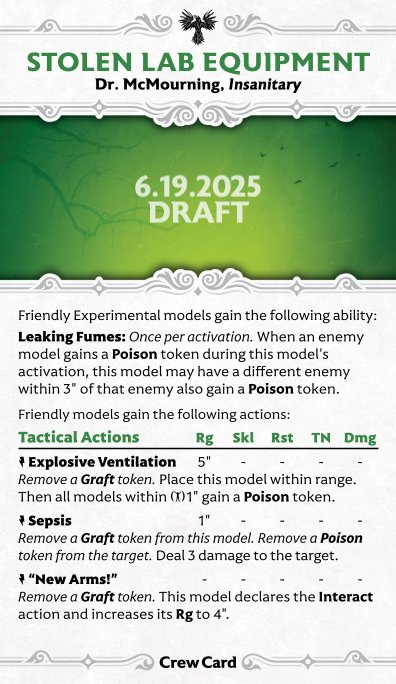 STOLEN LAB EQUIPMENT
Dr. McMourning, Insanitary
6.19.2025
DRAFT
Friendly Experimental models gain the following ability:
Leaking Fumes: Once per activation. When an enemy
model gains a Poison token during this model's
activation, this model may have a different enemy
within 3" of that enemy also gain a Poison token.
Friendly models gain the following actions:
Tactical Actions Rg Skl Rst TN Dmg
Explosive Ventilation 5" - - - -
Remove a Graft token. Place this model within range.
Then all models within 1" gain a Poison token.
Sepsis 1" - - - -
Remove a Graft token from this model. Remove a Poison
token from the target. Deal 3 damage to the target.
“New Arms!” - - - - -
Remove a Graft token. This model declares the Interact
action and increases its Rg to 4".
Crew Card